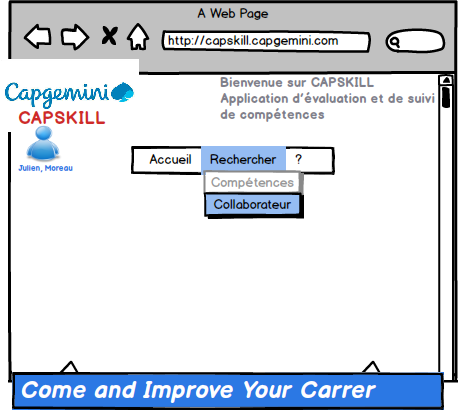 A Web Page
http://capskill.capgemini.com
Capgemini
CAPSKILL
Julien, Moreau
Bienvenue sur CAPSKILL
Application d'évaluation et de suivi
de compétences
Accueil Rechercher ?
Compétences
Collaborateur
Come and Improve Your Carrer